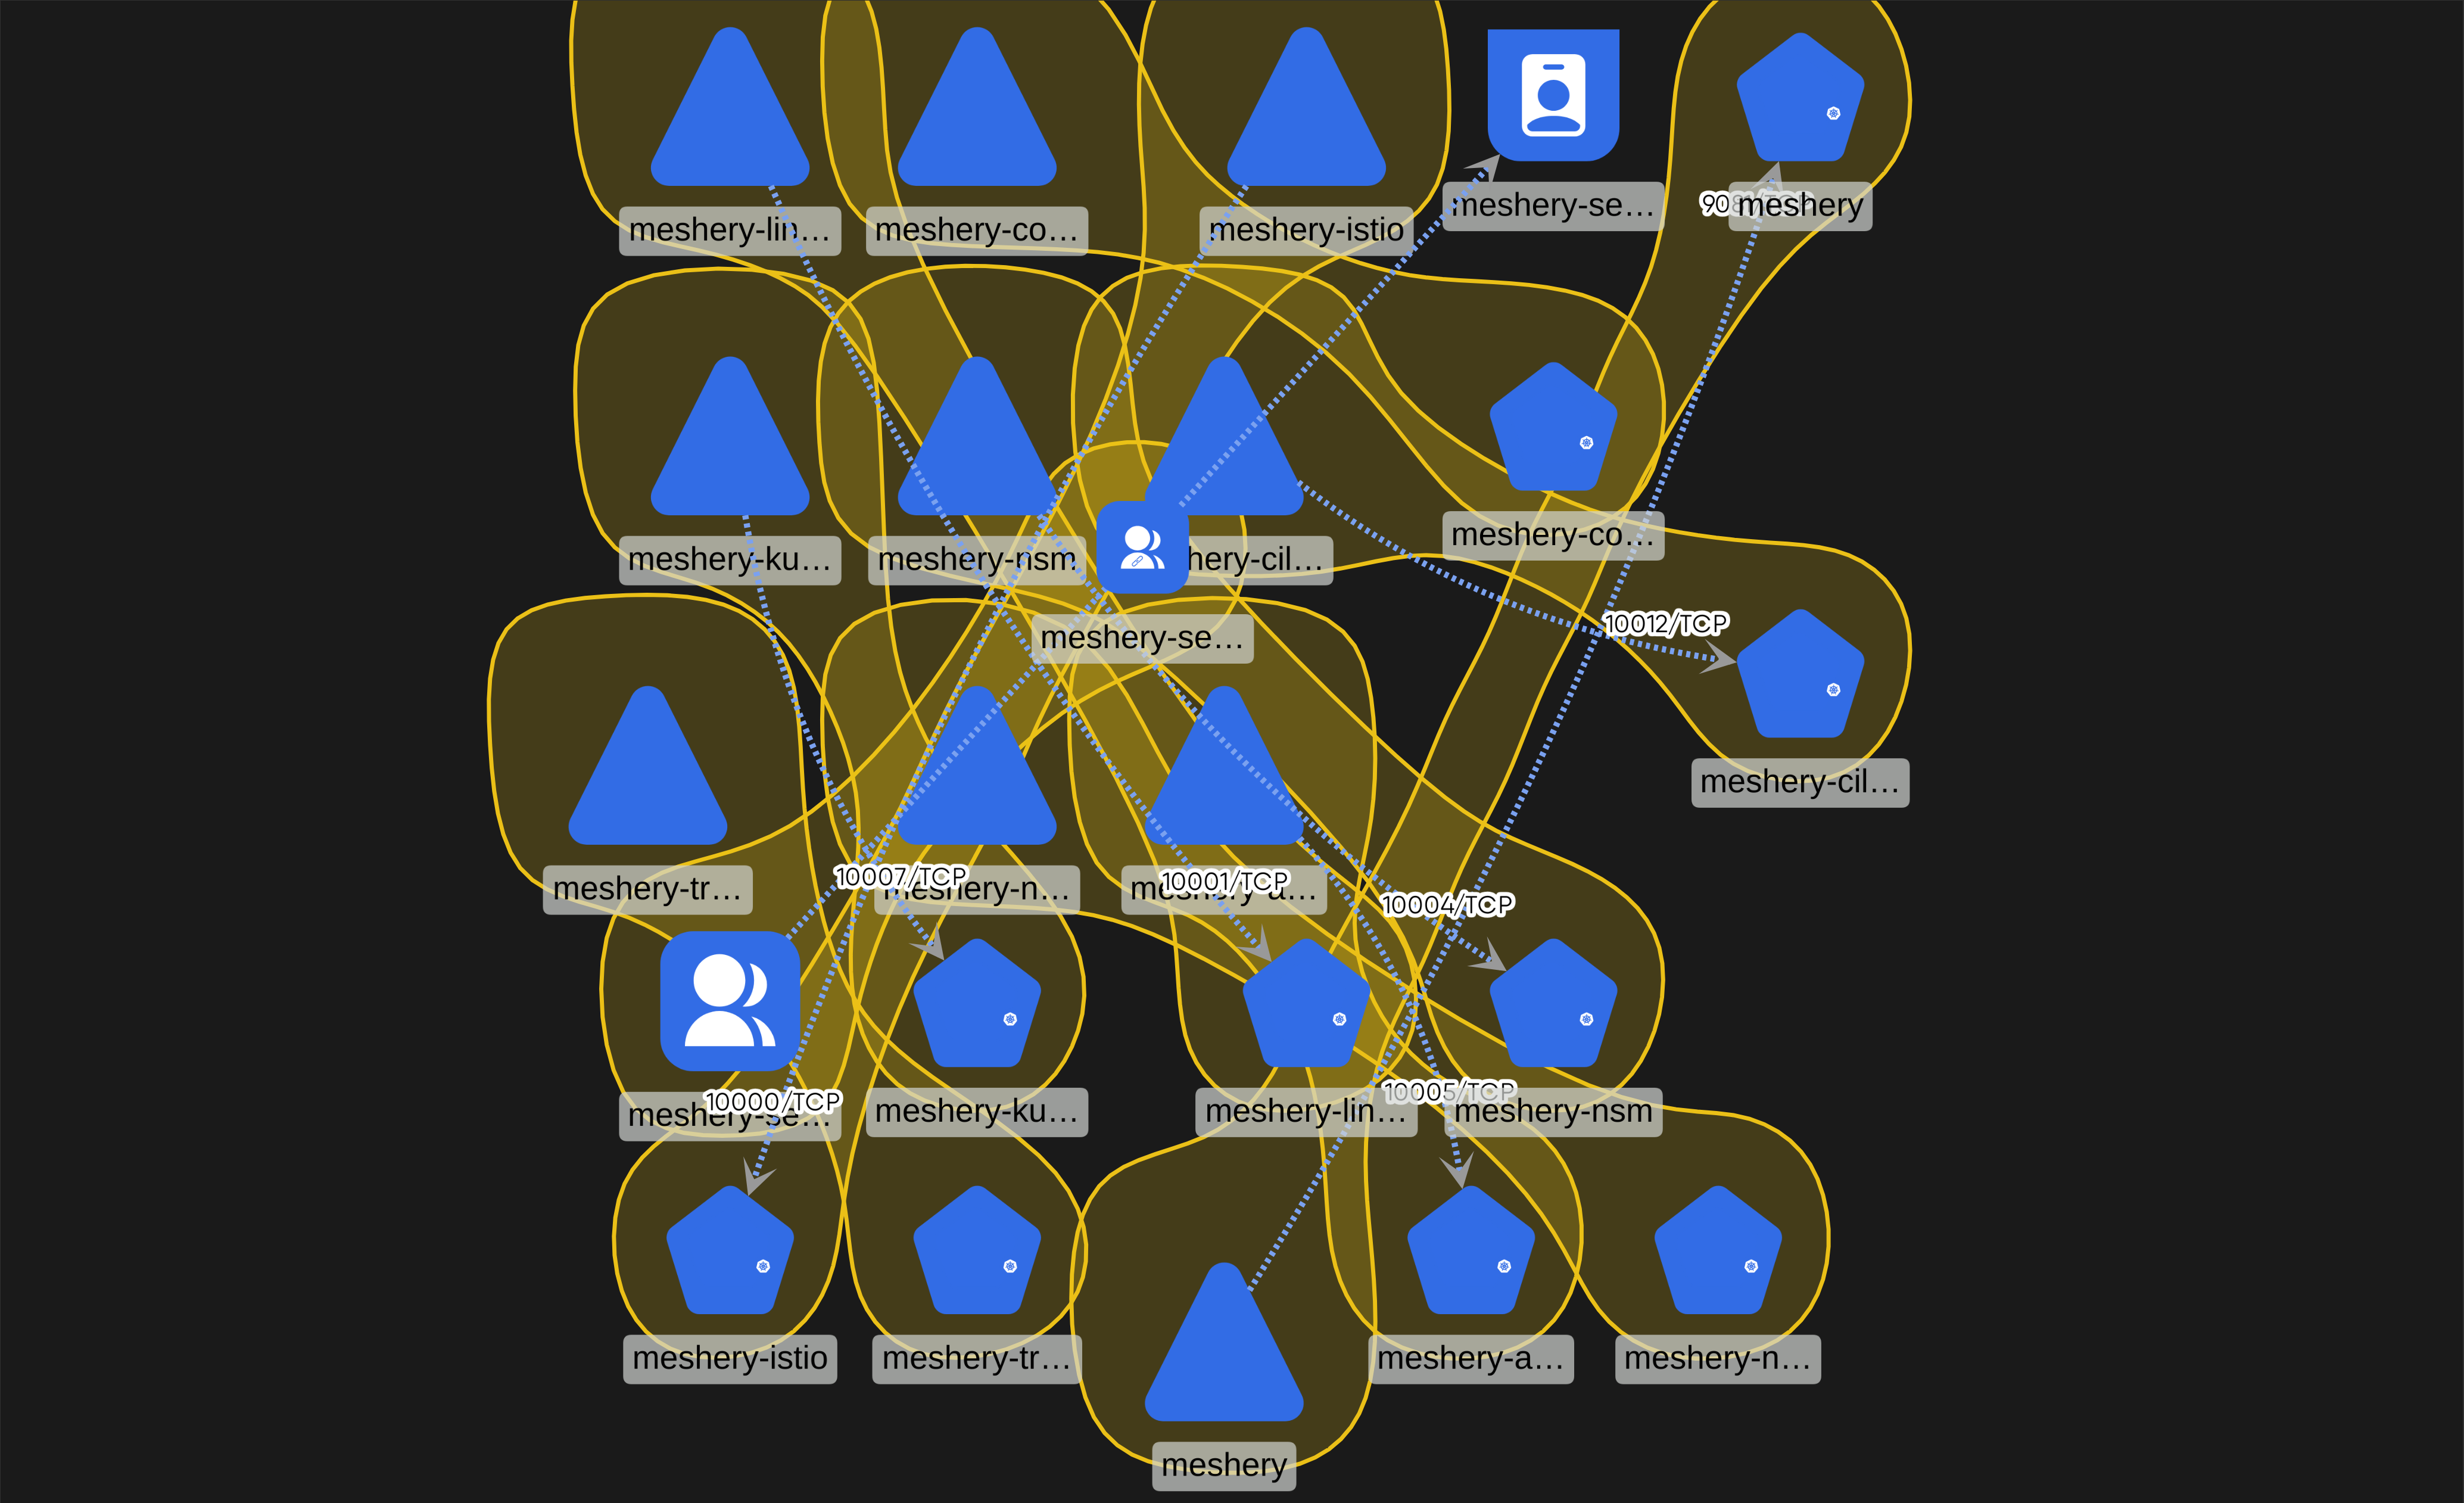 meshery-lin…
meshery-co…
meshery-istio
meshery-se…
meshery
meshery-ku…
meshery-nsm
hery-cil…
meshery-co…
meshery-se…
10012/TCP
meshery-cil…
meshery-tr…
10007/TCP
meshery-n…
10001/TCP
meshery-a…
10004/TCP
meshery-se…
10000/TCP
meshery-ku…
meshery-lin…
10005/TCP
meshery-nsm
meshery-istio
meshery-tr…
meshery-a…
meshery-n…
meshery